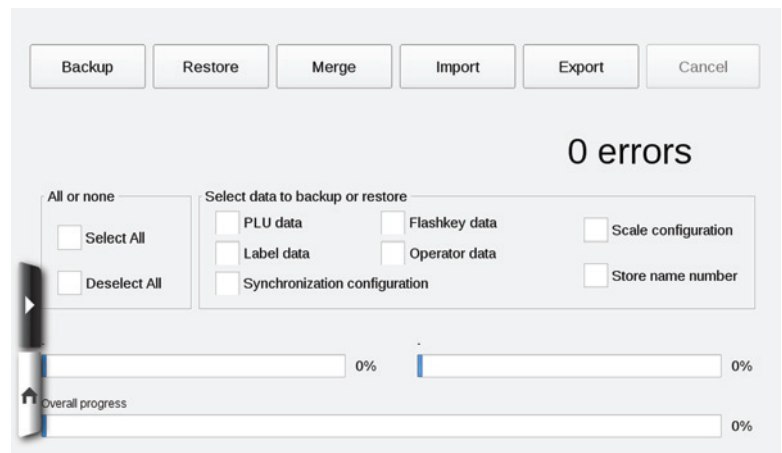 Backup Restore Merge Import Export Cancel
0 errors
All or none
Select All
Deselect All
Select data to backup or restore
PLU data Flashkey data Scale configuration
Label data Operator data
Synchronization configuration Store name number
- -
0% 0%
Overall progress
0%